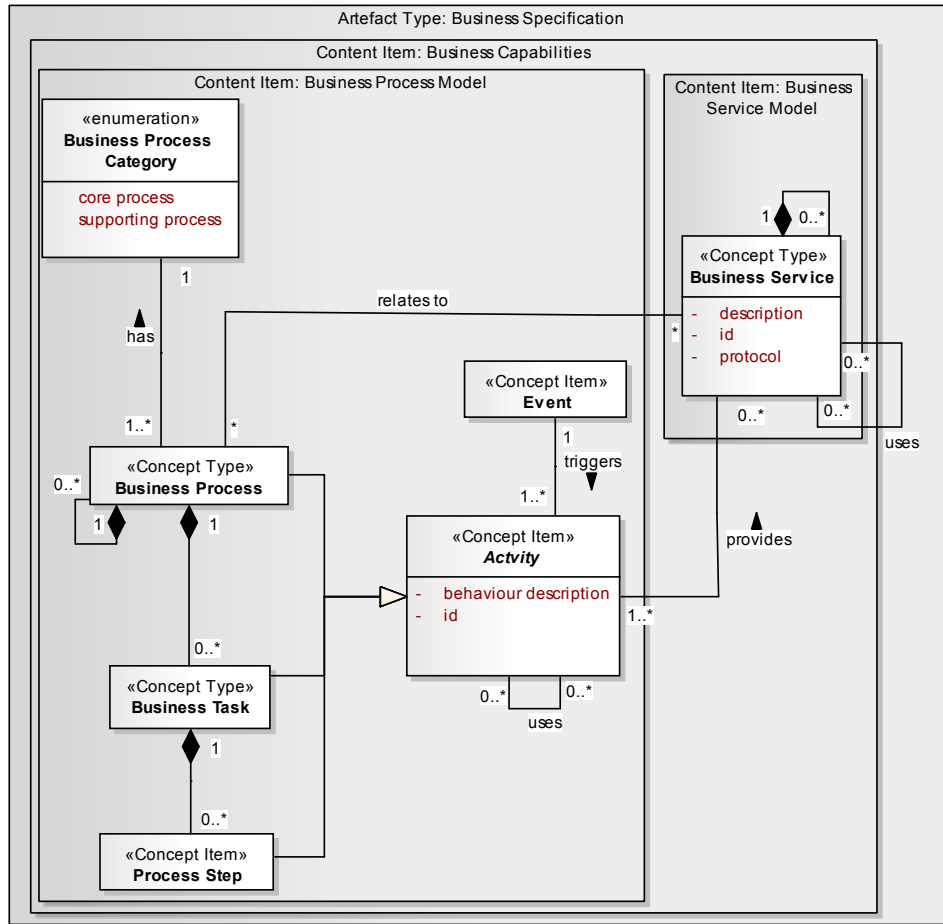 Artefact Type: Business Specification
Content Item: Business Capabilities
Content Item: Business Process Model
Content Item: Business
Service Model
«enumeration»
Business Process
Category
core process
supporting process
1
has
1..*
relates to
*
*
1
0..*
«Concept Type»
Business Service
- description
- id
- protocol
0..*
0..*
0..*
uses
«Concept Item»
Event
1
triggers
1..*
«Concept Type»
Business Process
0..*
1
1
«Concept Item»
Actvity
- behaviour description
- id
provides
1..*
0..*
0..*
uses
0..*
«Concept Type»
Business Task
1
0..*
«Concept Item»
Process Step